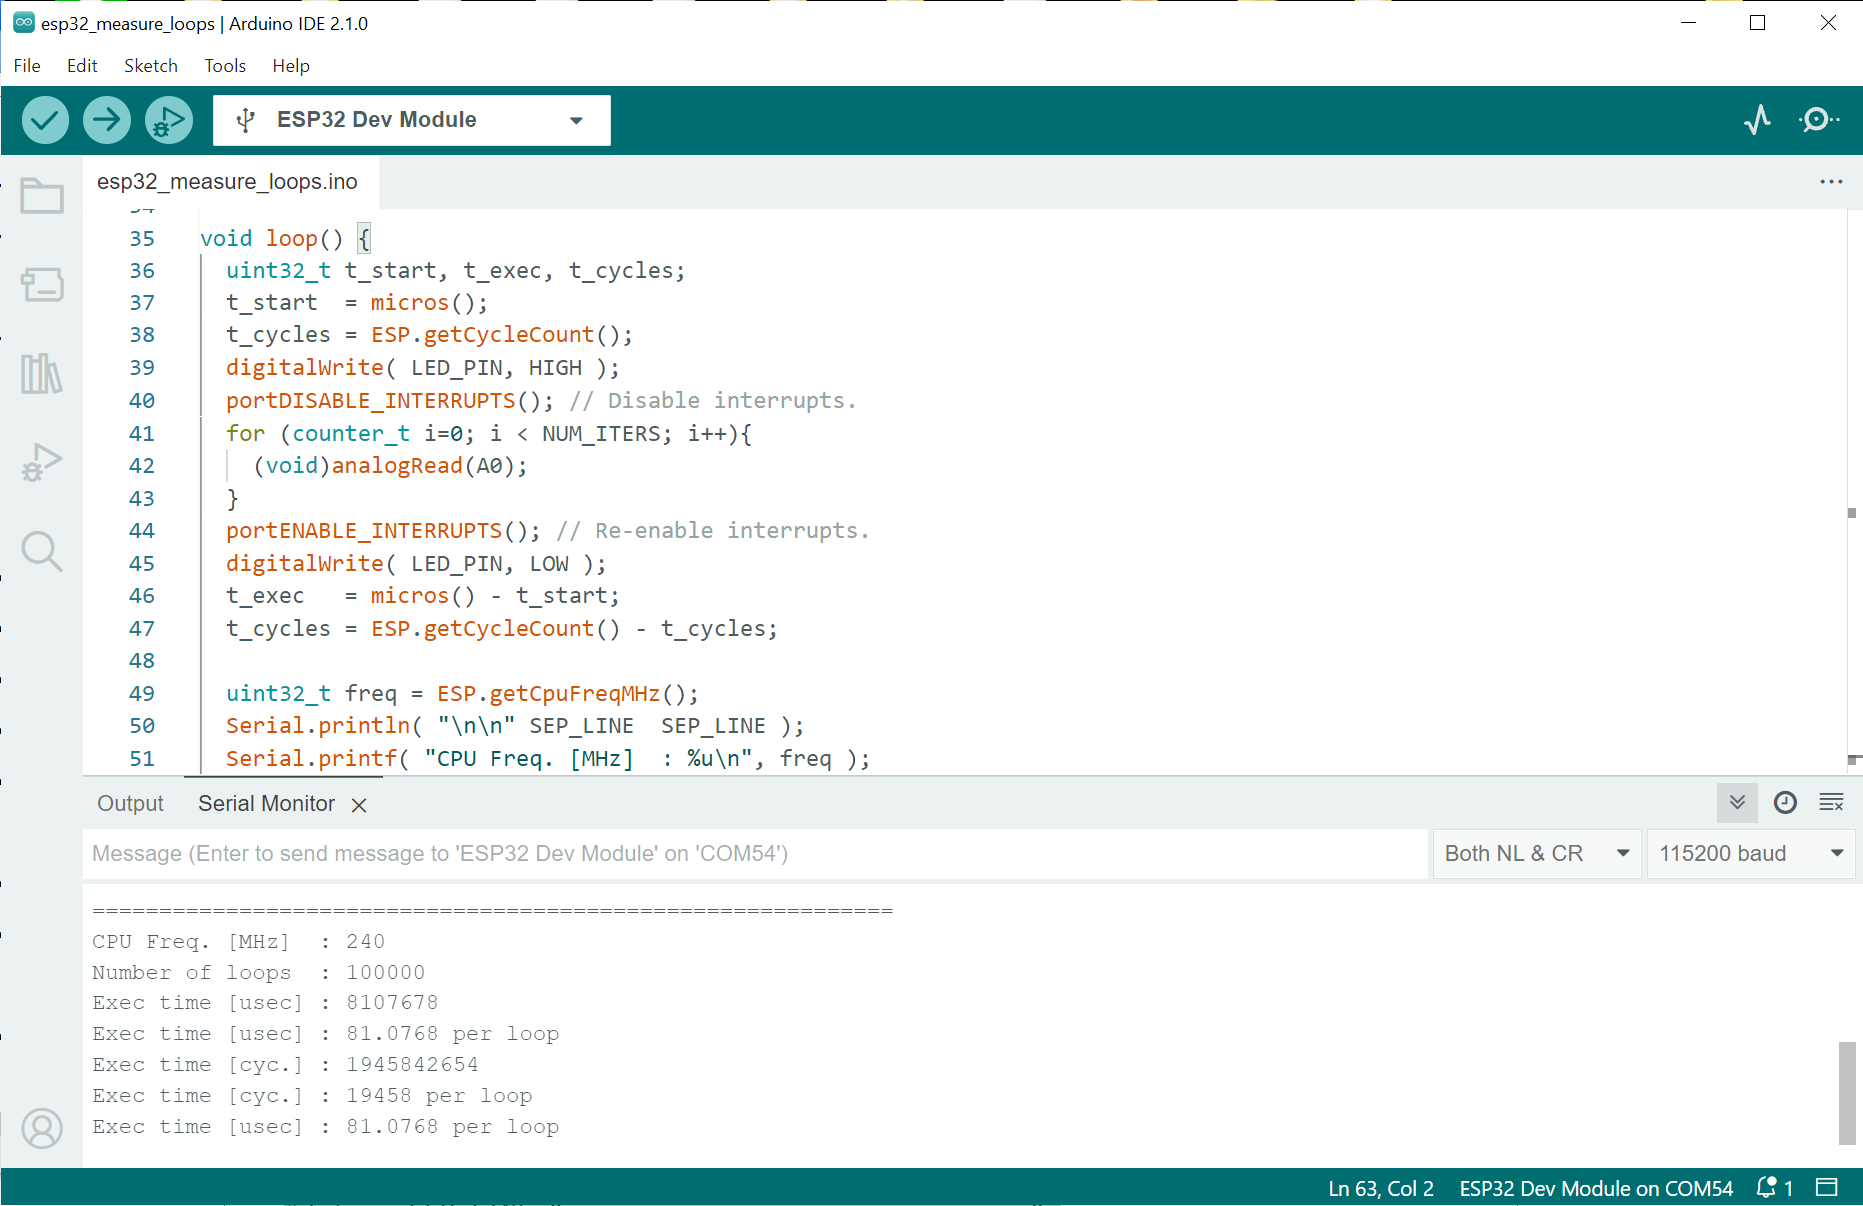 esp32_measure_loops | Arduino IDE 2.1.0
File Edit Sketch Tools Help
ESP32 Dev Module
esp32_measure_loops.ino
35 void loop() {
36   uint32_t t_start, t_exec, t_cycles;
37   t_start  = micros();
38   t_cycles = ESP.getCycleCount();
39   digitalWrite( LED_PIN, HIGH );
40   portDISABLE_INTERRUPTS(); // Disable interrupts.
41   for (counter_t i=0; i < NUM_ITERS; i++){
42     (void)analogRead(A0);
43   }
44   portENABLE_INTERRUPTS(); // Re-enable interrupts.
45   digitalWrite( LED_PIN, LOW );
46   t_exec   = micros() - t_start;
47   t_cycles = ESP.getCycleCount() - t_cycles;
48
49   uint32_t freq = ESP.getCpuFreqMHz();
50   Serial.println( "\n\n" SEP_LINE  SEP_LINE );
51   Serial.printf( "CPU Freq. [MHz]  : %u\n", freq );
Output Serial Monitor
Message (Enter to send message to 'ESP32 Dev Module' on 'COM54') Both NL & CR 115200 baud
============================================================
CPU Freq. [MHz]  : 240
Number of loops  : 100000
Exec time [usec] : 8107678
Exec time [usec] : 81.0768 per loop
Exec time [cyc.] : 1945842654
Exec time [cyc.] : 19458 per loop
Exec time [usec] : 81.0768 per loop
Ln 63, Col 2 ESP32 Dev Module on COM54 1